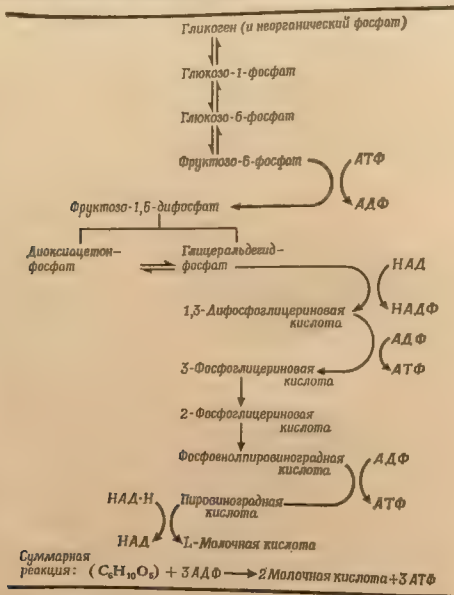 Гликоген (и неорганический фосфат)
Глюкозо-1-фосфат
Глюкозо-6-фосфат
Фруктозо-6-фосфат
АТФ
АДФ
Фруктозо-1,6-дифосфат
Диоксиацетон-
фосфат
Глицеральдегид-
фосфат
НАД
НАДФ
1,3-Дифосфоглицериновая
кислота
АДФ
АТФ
3-Фосфоглицериновая
кислота
2-Фосфоглицериновая
кислота
Фосфоенолпировиноградная
кислота
АДФ
АТФ
НАД·Н
Пировиноградная
кислота
НАД
L-Молочная кислота
Суммарная
реакция: (C₆H₁₀O₅) + 3АДФ → 2Молочная кислота+3АТФ